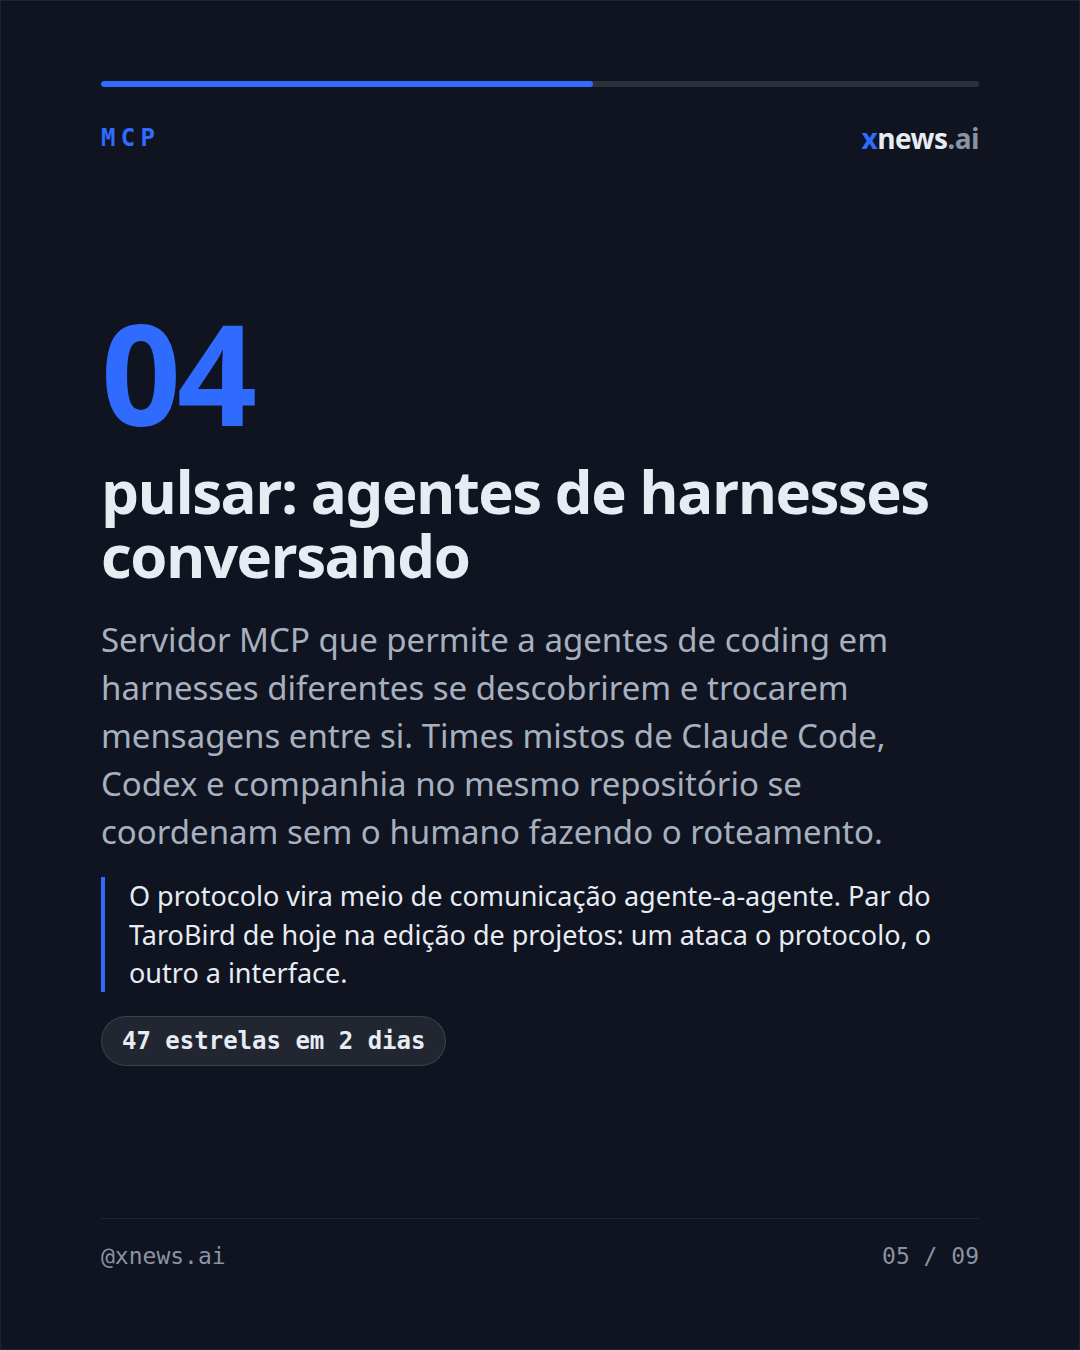 MCP
xnews.ai
04
pulsar: agentes de harnesses
conversando
Servidor MCP que permite a agentes de coding em
harnesses diferentes se descobrirem e trocarem
mensagens entre si. Times mistos de Claude Code,
Codex e companhia no mesmo repositório se
coordenam sem o humano fazendo o roteamento.
O protocolo vira meio de comunicação agente-a-agente. Par do
TaroBird de hoje na edição de projetos: um ataca o protocolo, o
outro a interface.
47 estrelas em 2 dias
@xnews.ai
05 / 09